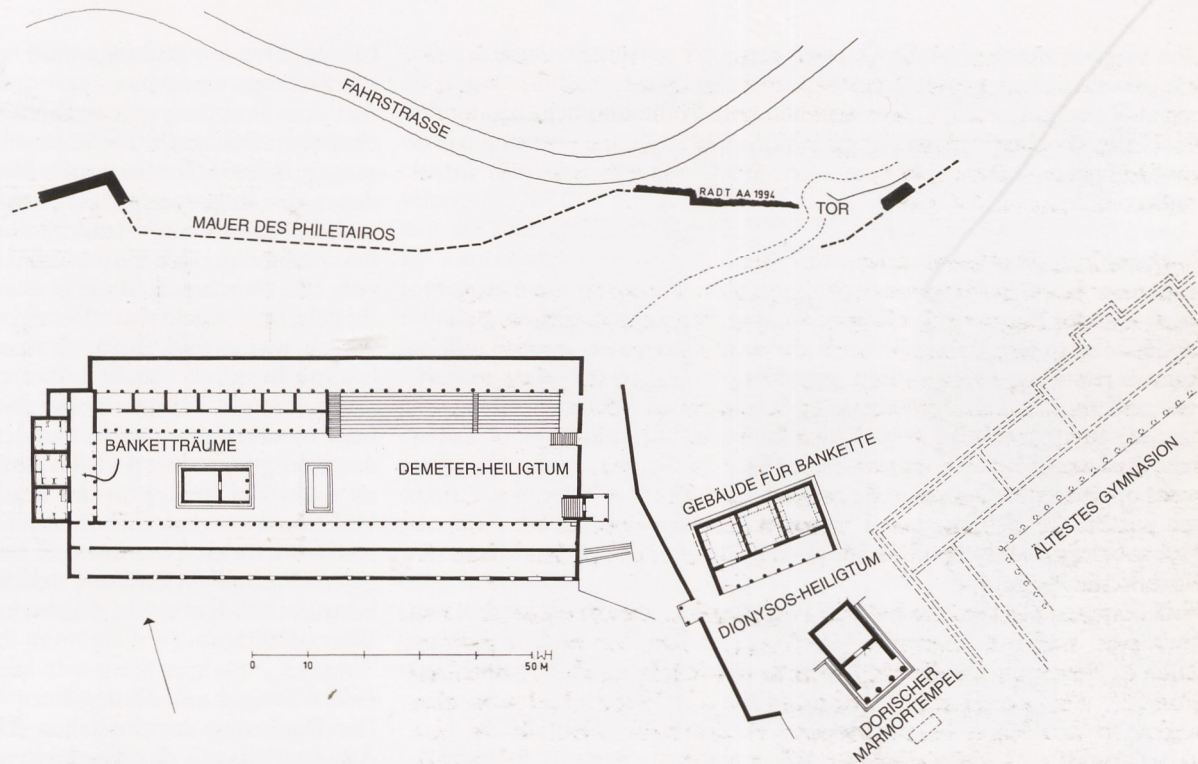 FAHRSTRASSE
RADT AA 1994
TOR
MAUER DES PHILETAIROS
BANKETTRÄUME
DEMETER-HEILIGTUM
GEBÄUDE FÜR BANKETTE
ÄLTESTES GYMNASION
DIONYSOS-HEILIGTUM
DORISCHER
MARMORTEMPEL
0 10 50 M